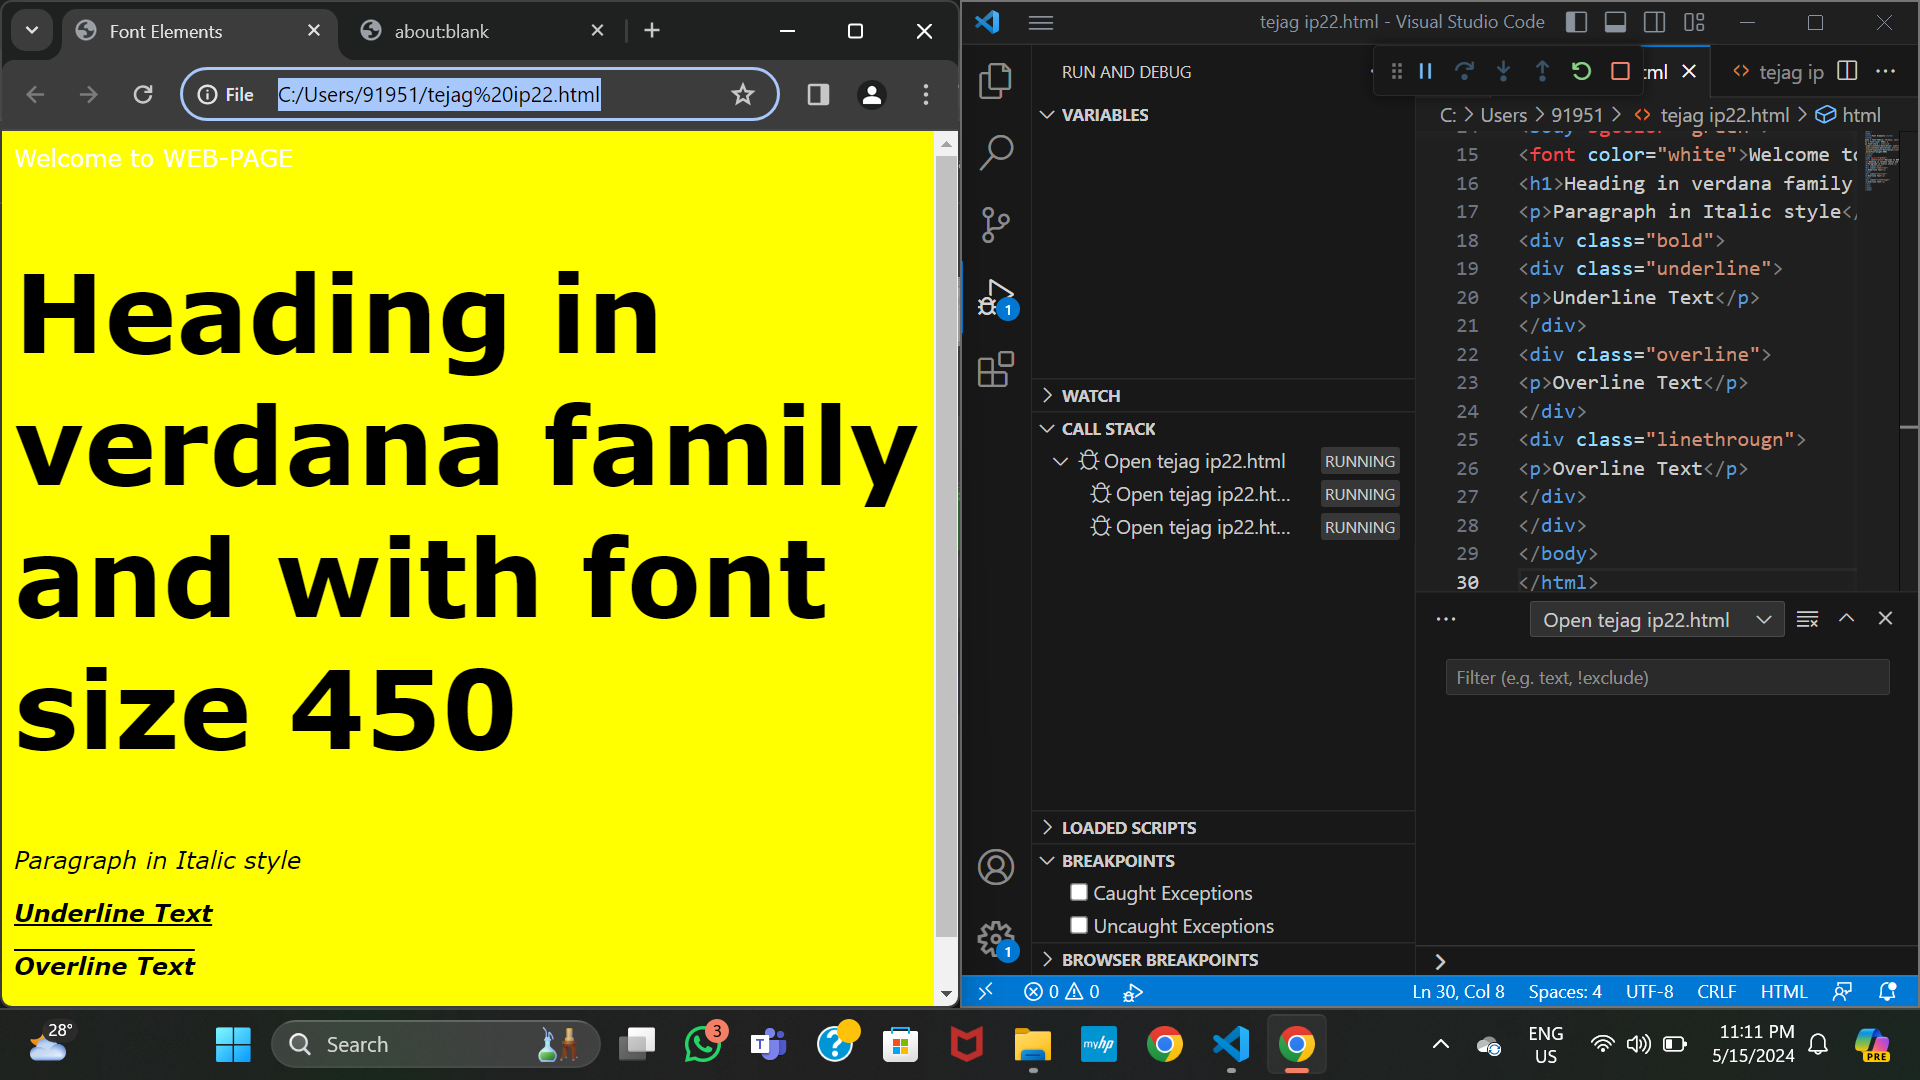 Font Elements
about:blank
File
C:/Users/91951/tejag%20ip22.html
Welcome to WEB-PAGE
Heading in
verdana family
and with font
size 450
Paragraph in Italic style
Underline Text
Overline Text
tejag ip22.html - Visual Studio Code
RUN AND DEBUG
VARIABLES
1
WATCH
CALL STACK
Open tejag ip22.html RUNNING
Open tejag ip22.ht... RUNNING
Open tejag ip22.ht... RUNNING
LOADED SCRIPTS
BREAKPOINTS
Caught Exceptions
Uncaught Exceptions
1
BROWSER BREAKPOINTS
tml
tejag ip
C: > Users > 91951 > tejag ip22.html > html
15 <font color="white">Welcome to
16 <h1>Heading in verdana family
17 <p>Paragraph in Italic style</
18 <div class="bold">
19 <div class="underline">
20 <p>Underline Text</p>
21 </div>
22 <div class="overline">
23 <p>Overline Text</p>
24 </div>
25 <div class="linethrougn">
26 <p>Overline Text</p>
27 </div>
28 </div>
29 </body>
30 </html>
Open tejag ip22.html
Filter (e.g. text, !exclude)
0 0
Ln 30, Col 8 Spaces: 4 UTF-8 CRLF HTML
28°
Search
3
myhp
ENG
US
11:11 PM
5/15/2024
PRE